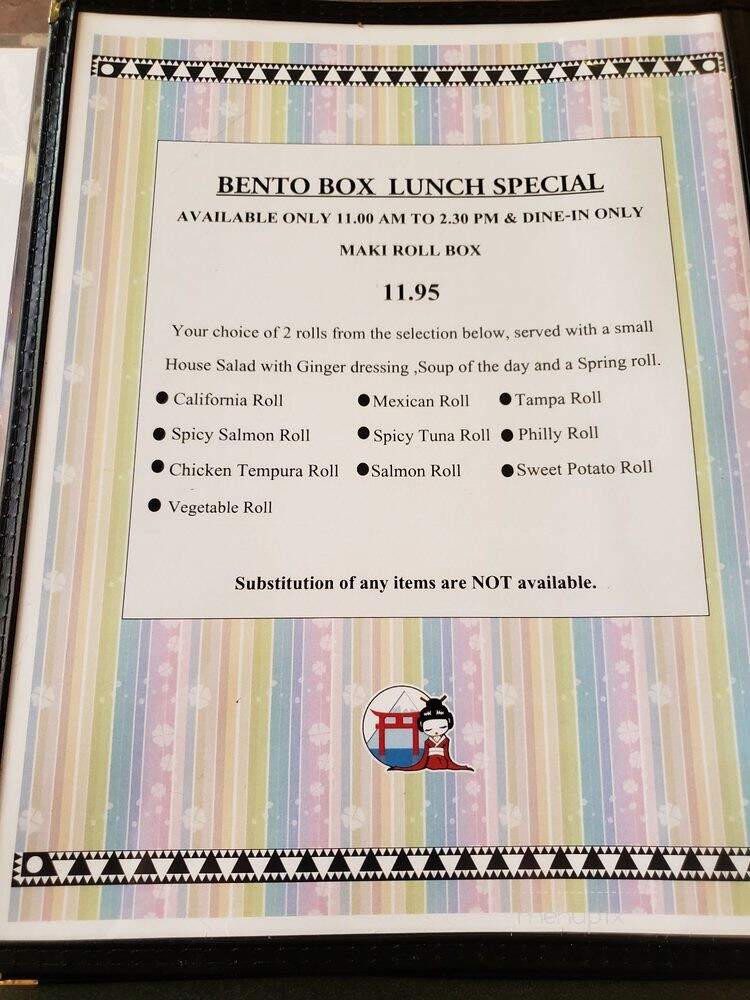 BENTO BOX LUNCH SPECIAL
AVAILABLE ONLY 11.00 AM TO 2.30 PM & DINE-IN ONLY
MAKI ROLL BOX
11.95
Your choice of 2 rolls from the selection below, served with a small
House Salad with Ginger dressing ,Soup of the day and a Spring roll.
● California Roll ● Mexican Roll ● Tampa Roll
● Spicy Salmon Roll ● Spicy Tuna Roll ● Philly Roll
● Chicken Tempura Roll ● Salmon Roll ● Sweet Potato Roll
● Vegetable Roll
Substitution of any items are NOT available.
menupix